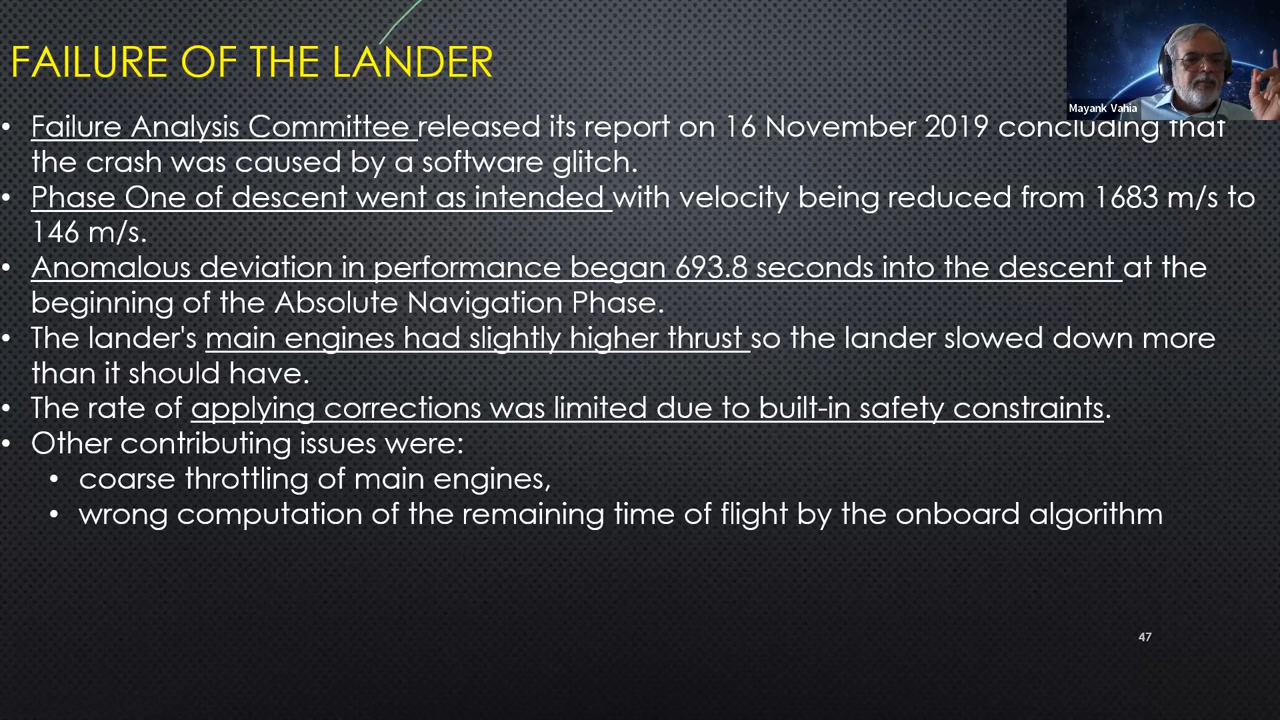 FAILURE OF THE LANDER
Mayank Vahia
• Failure Analysis Committee released its report on 16 November 2019 concluding that
the crash was caused by a software glitch.
• Phase One of descent went as intended with velocity being reduced from 1683 m/s to
146 m/s.
• Anomalous deviation in performance began 693.8 seconds into the descent at the
beginning of the Absolute Navigation Phase.
• The lander's main engines had slightly higher thrust so the lander slowed down more
than it should have.
• The rate of applying corrections was limited due to built-in safety constraints.
• Other contributing issues were:
• coarse throttling of main engines,
• wrong computation of the remaining time of flight by the onboard algorithm
47